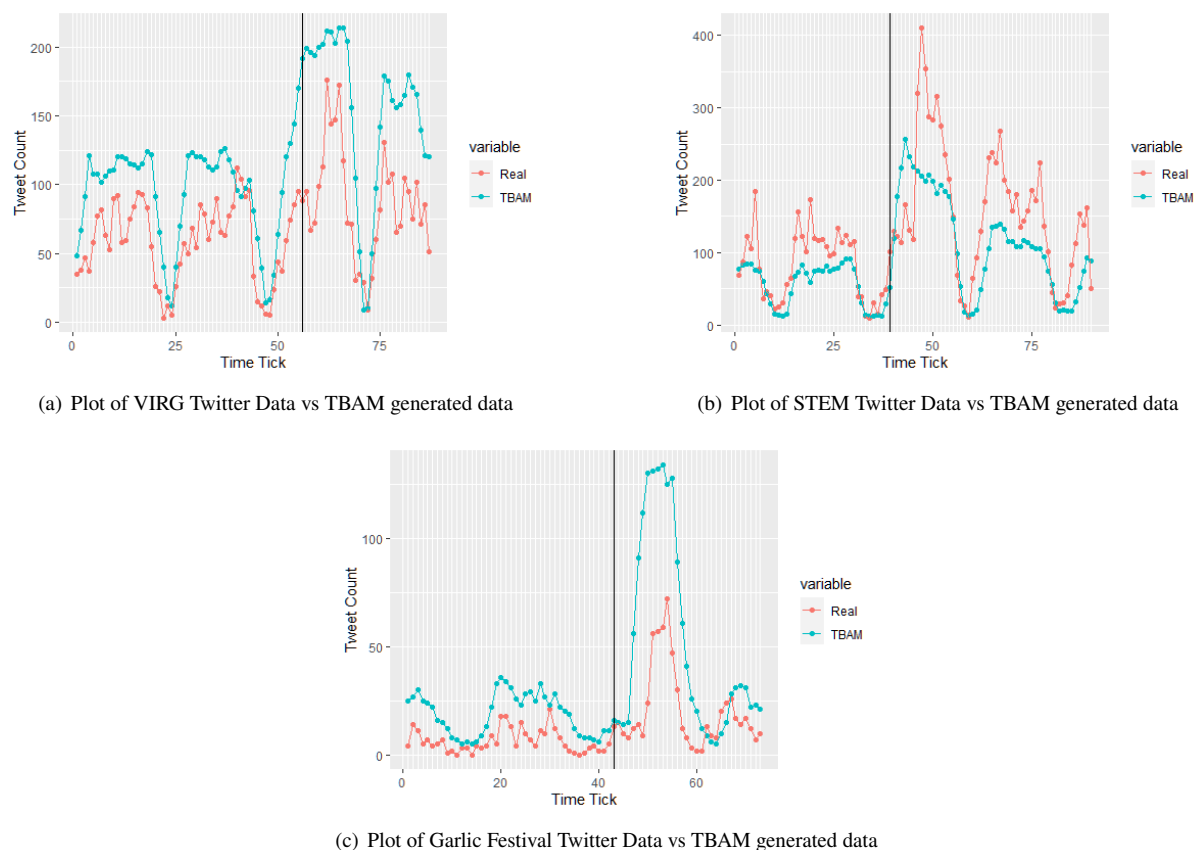 200
150
100
50
0
Tweet Count
0
25
50
75
Time Tick
variable
Real
TBAM
(a) Plot of VIRG Twitter Data vs TBAM generated data
400
300
200
100
0
Tweet Count
0
25
50
75
Time Tick
variable
Real
TBAM
(b) Plot of STEM Twitter Data vs TBAM generated data
100
50
0
Tweet Count
0
20
40
60
Time Tick
variable
Real
TBAM
(c) Plot of Garlic Festival Twitter Data vs TBAM generated data